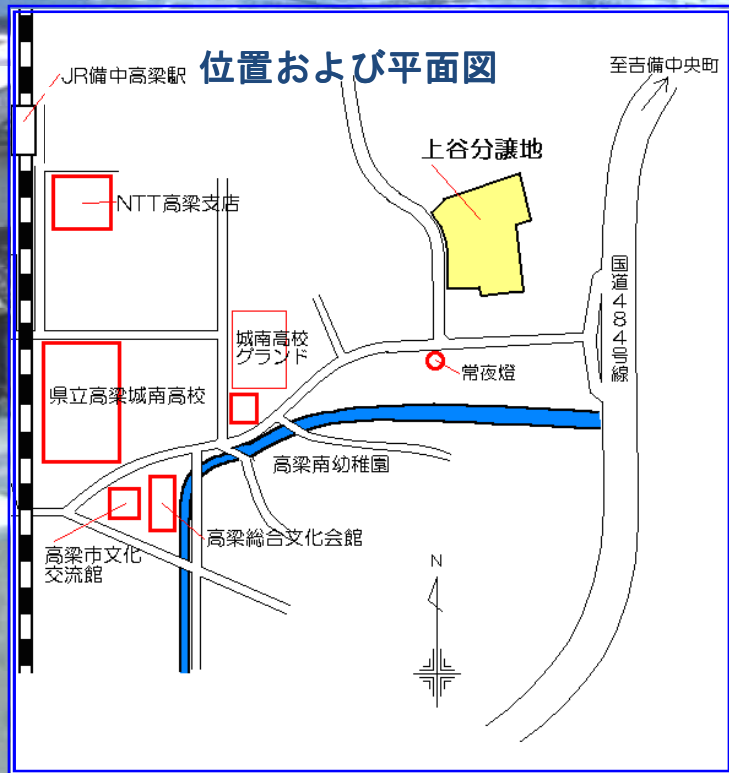 位置および平面図
JR備中高梁駅
至吉備中央町
上谷分譲地
NTT高梁支店
国道484号線
城南高校
グランド
常夜燈
県立高梁城南高校
高梁南幼稚園
高梁総合文化会館
高梁市文化
交流館
N